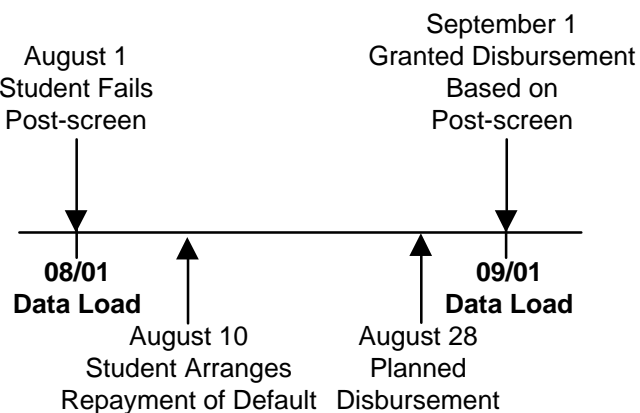 August 1
Student Fails
Post-screen
September 1
Granted Disbursement
Based on
Post-screen
08/01
Data Load
09/01
Data Load
August 10
Student Arranges
Repayment of Default
August 28
Planned
Disbursement